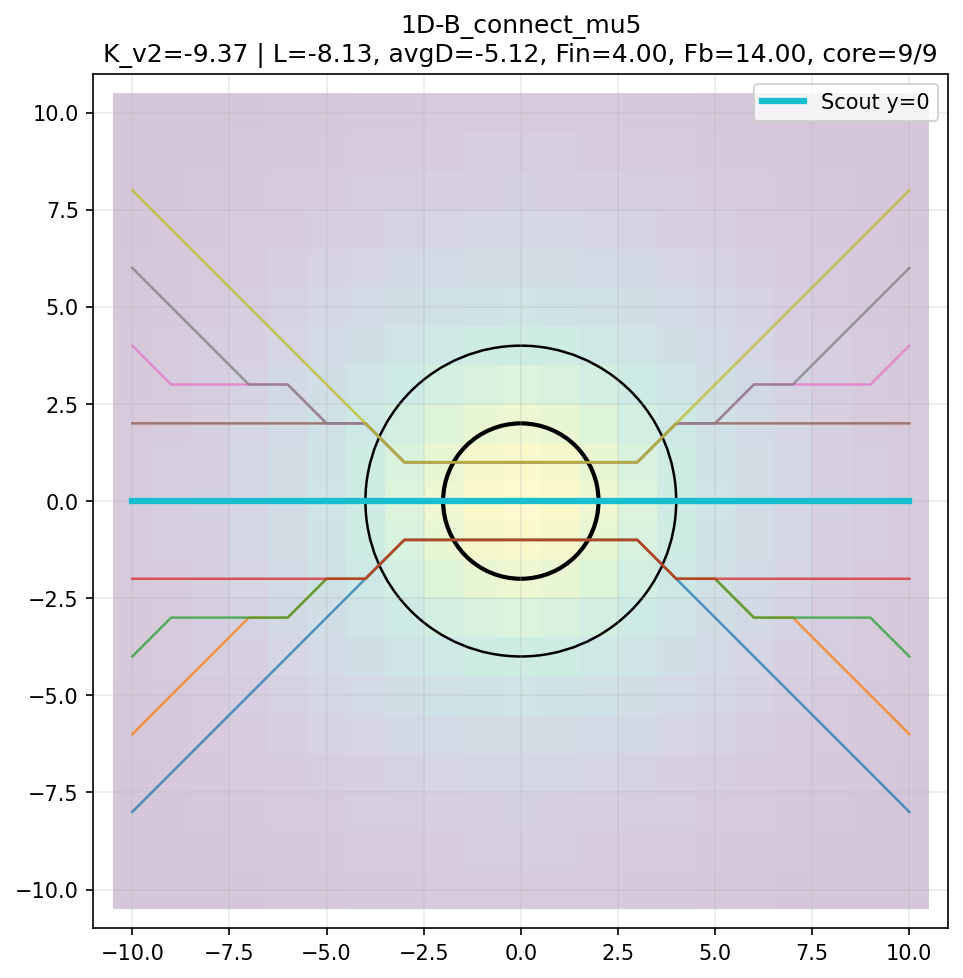 1D-B_connect_mu5
K_v2=-9.37 | L=-8.13, avgD=-5.12, Fin=4.00, Fb=14.00, core=9/9
Scout y=0
10.0
7.5
5.0
2.5
0.0
−2.5
−5.0
−7.5
−10.0
−10.0 −7.5 −5.0 −2.5 0.0 2.5 5.0 7.5 10.0